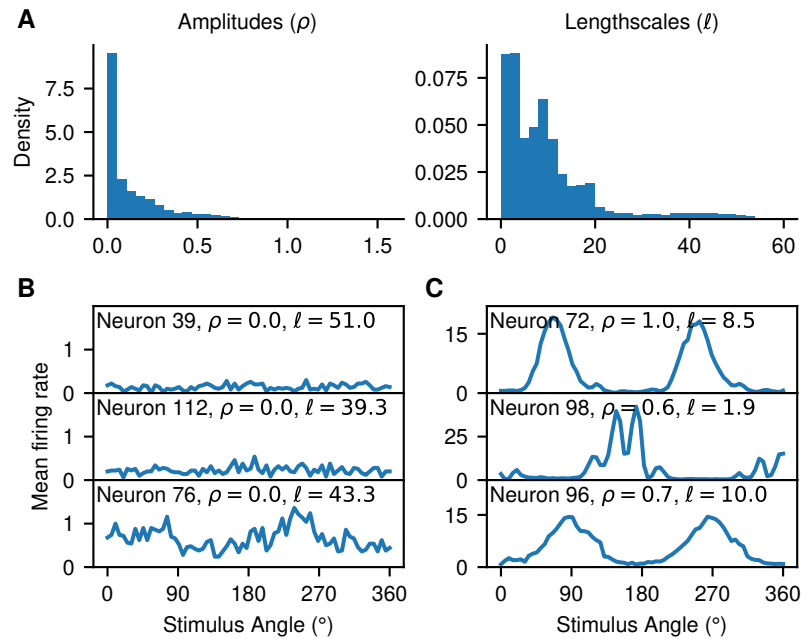 A
Amplitudes (ρ)
Lengthscales (ℓ)
Density
7.5
5.0
2.5
0.0
0.0 0.5 1.0 1.5
0.075
0.050
0.025
0.000
0 20 40 60
B
Neuron 39, ρ = 0.0, ℓ = 51.0
1
0
Neuron 112, ρ = 0.0, ℓ = 39.3
1
0
Neuron 76, ρ = 0.0, ℓ = 43.3
1
0
Mean firing rate
0 90 180 270 360
Stimulus Angle (°)
C
Neuron 72, ρ = 1.0, ℓ = 8.5
15
0
Neuron 98, ρ = 0.6, ℓ = 1.9
25
0
Neuron 96, ρ = 0.7, ℓ = 10.0
15
0
0 90 180 270 360
Stimulus Angle (°)